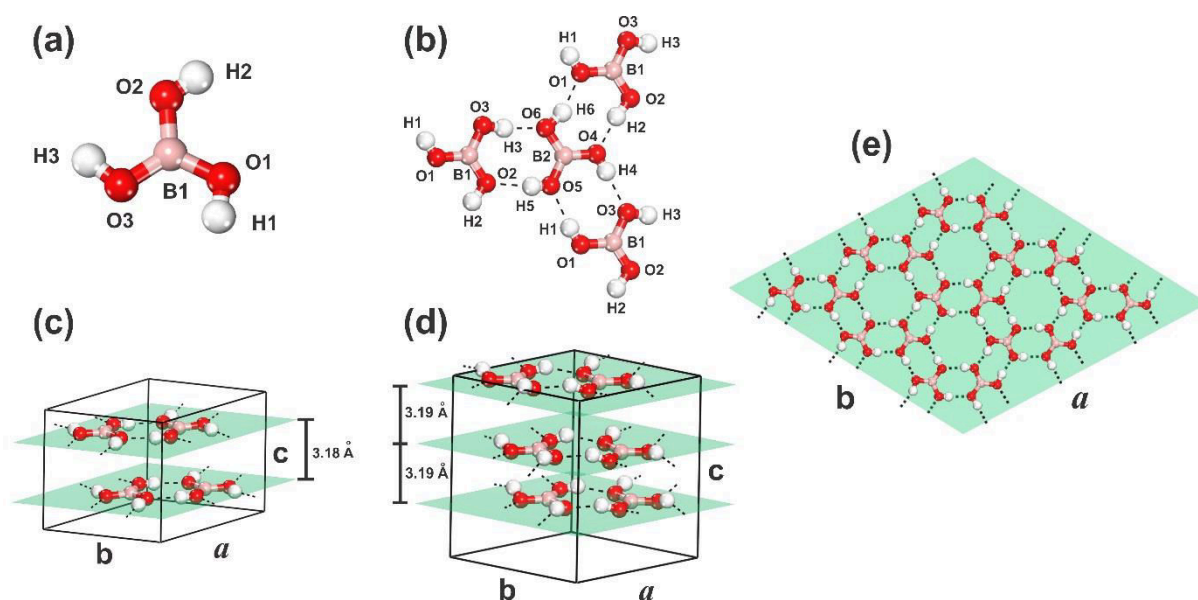 (a)
H2
O2
H3
O1
B1
O3
H1
(b)
O3
H1
H3
B1
O1
O2
H6
H2
O3
O6
O4
H1
H3
B2
H4
O1
B1
O2
O5
H5
O3
H3
H2
H1
B1
O1
O2
H2
(c)
3.18 Å
c
b
a
(d)
3.19 Å
3.19 Å
c
b
a
(e)
b
a